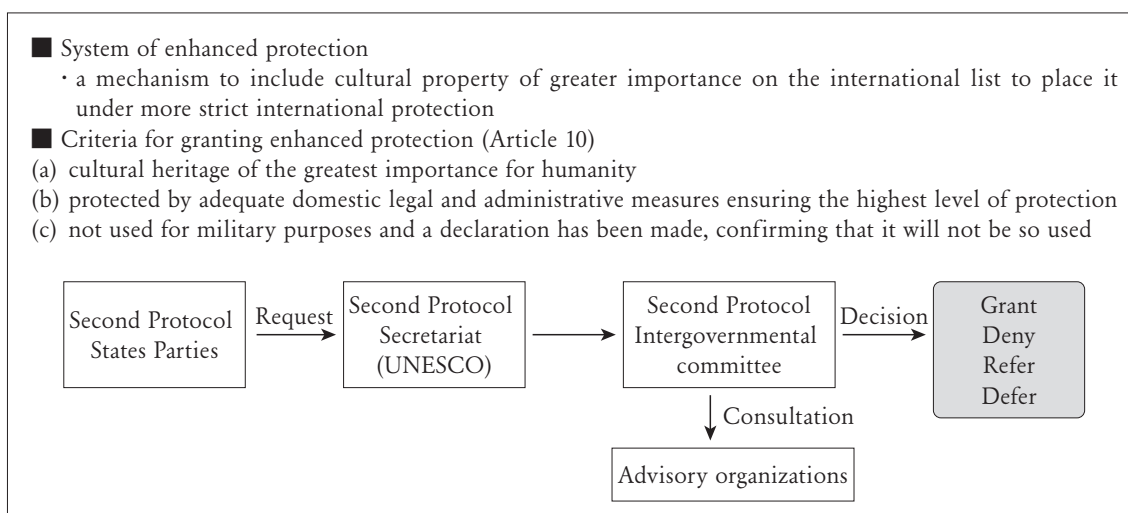 ■ System of enhanced protection
· a mechanism to include cultural property of greater importance on the international list to place it
under more strict international protection
■ Criteria for granting enhanced protection (Article 10)
(a) cultural heritage of the greatest importance for humanity
(b) protected by adequate domestic legal and administrative measures ensuring the highest level of protection
(c) not used for military purposes and a declaration has been made, confirming that it will not be so used
Second Protocol
States Parties
Request
Second Protocol
Secretariat
(UNESCO)
Second Protocol
Intergovernmental
committee
Decision
Grant
Deny
Refer
Defer
Consultation
Advisory organizations